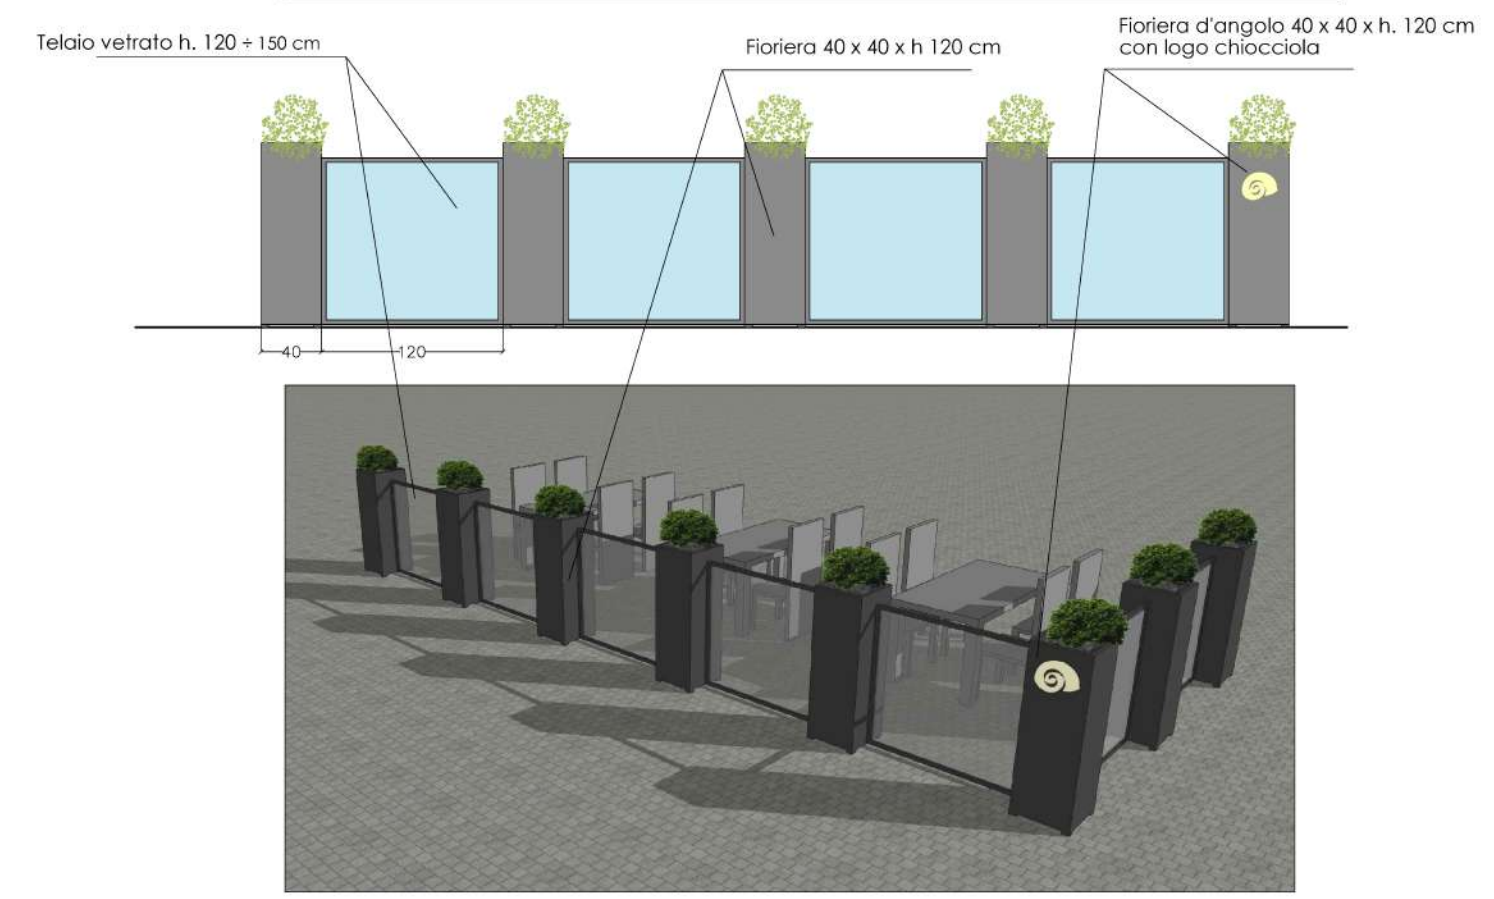 Telaio vetrato h. 120 ÷ 150 cm
Fioriera 40 x 40 x h 120 cm
Fioriera d'angolo 40 x 40 x h. 120 cm
con logo chiocciola
40
120